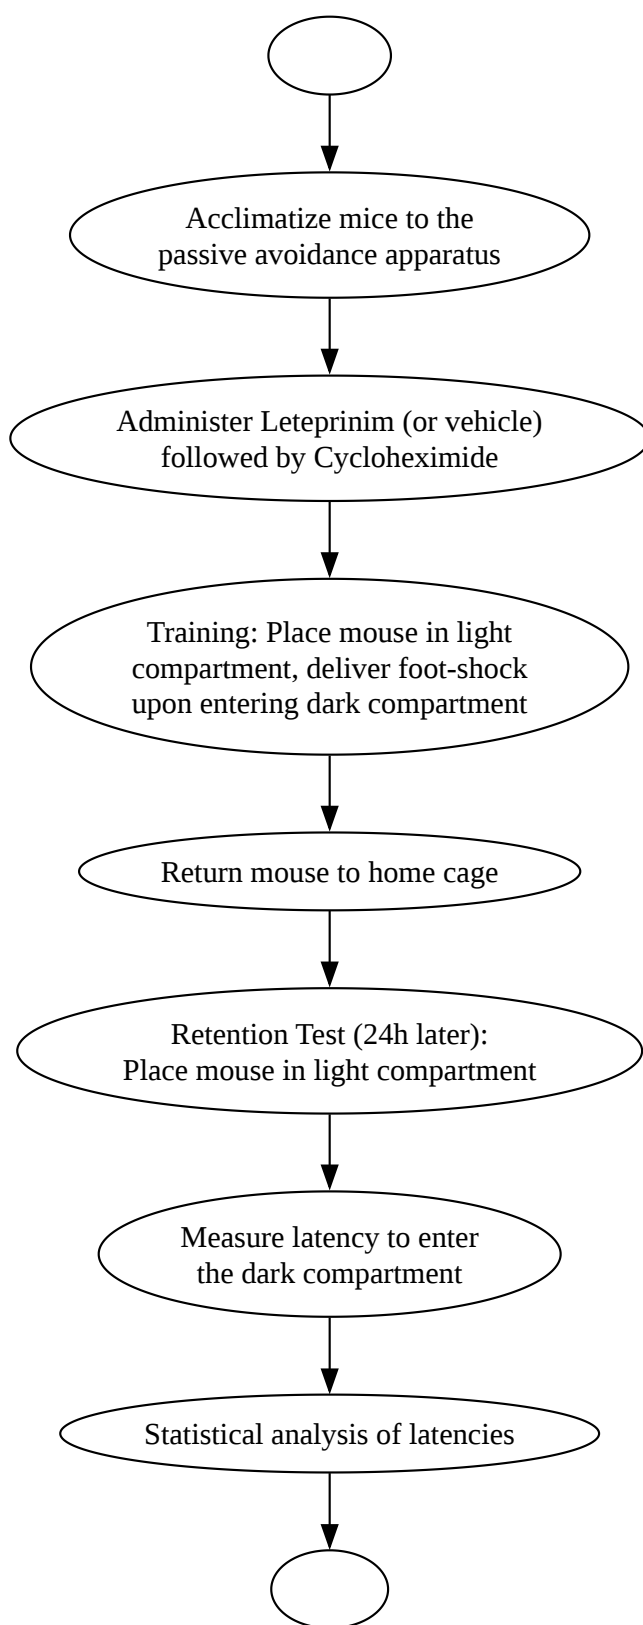 Acclimatize mice to the
passive avoidance apparatus
Administer Leteprinim (or vehicle)
followed by Cycloheximide
Training: Place mouse in light
compartment, deliver foot-shock
upon entering dark compartment
Return mouse to home cage
Retention Test (24h later):
Place mouse in light compartment
Measure latency to enter
the dark compartment
Statistical analysis of latencies